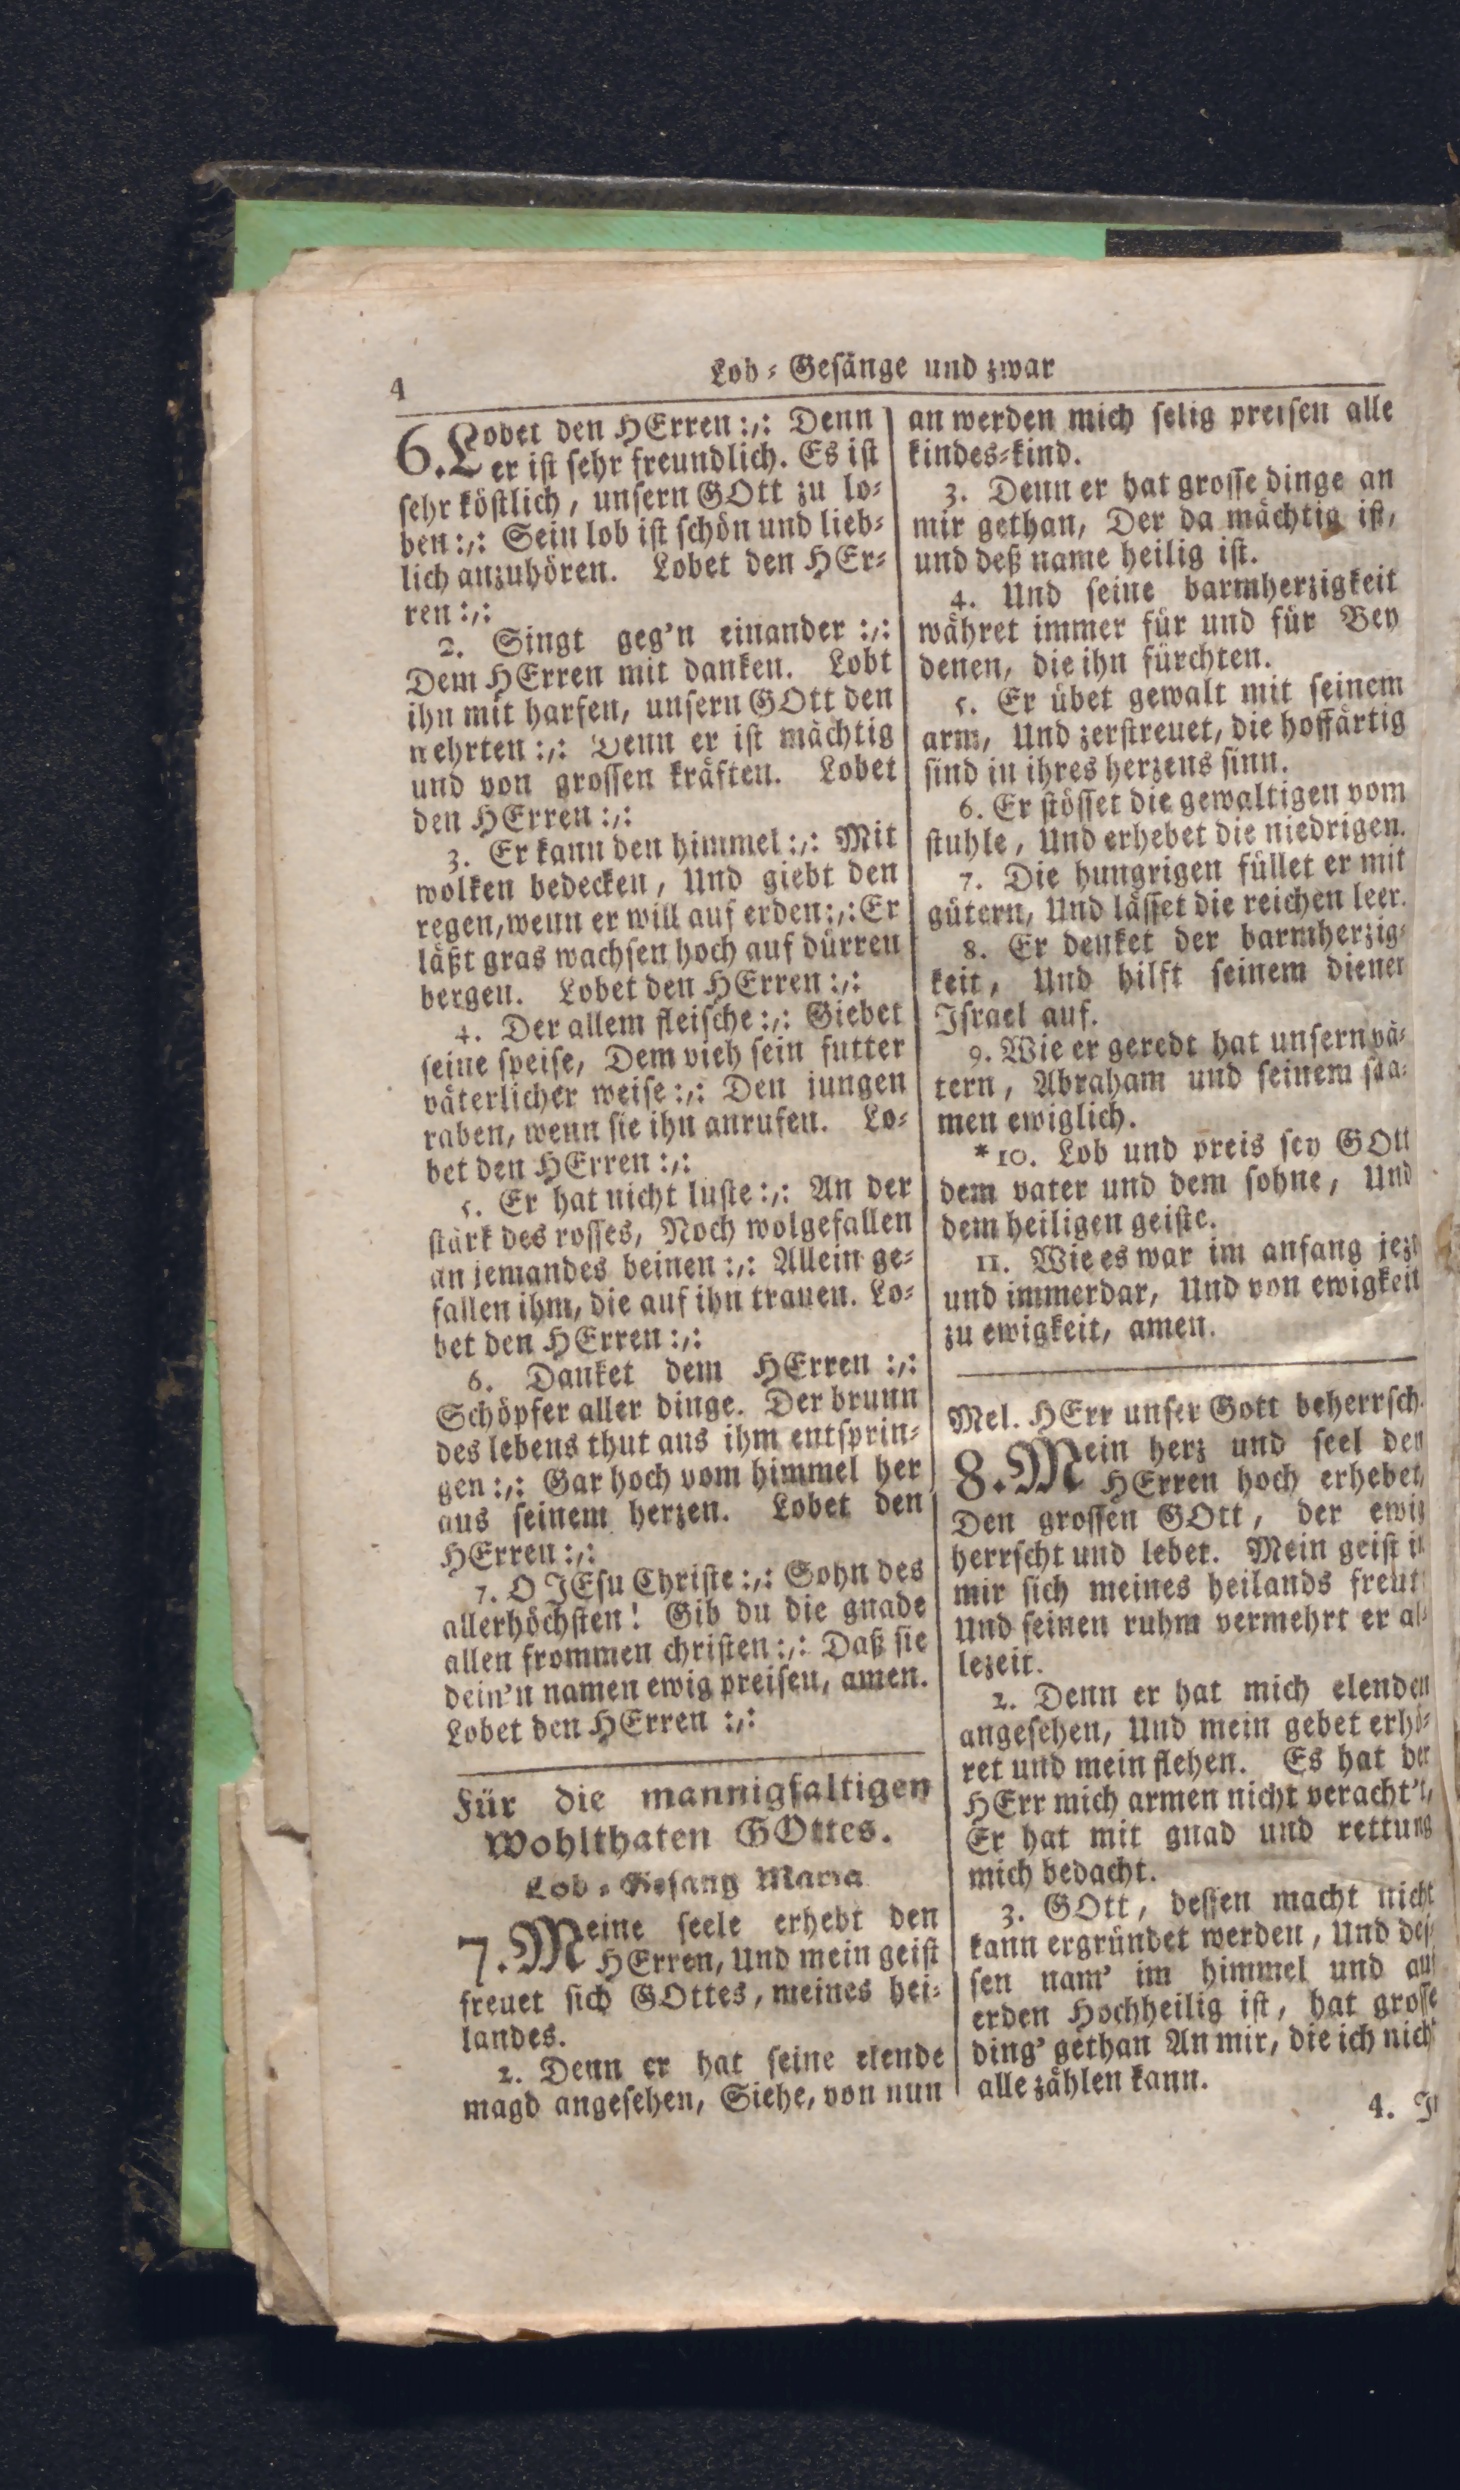 4
Lob-Gesänge und zwar
6. Lobet den HErren :,: Denn
er ist sehr freundlich. Es ist
sehr köstlich, unsern GOtt zu lo-
ben :,: Sein lob ist schön und lieb-
lich anzuhören. Lobet den HEr-
ren :,:
2. Singt geg'n einander :,:
Dem HErren mit danken. Lobt
ihn mit harfen, unsern GOtt den
nehrten :,: Denn er ist mächtig
und von grossen kräften. Lobet
den HErren :,:
3. Er kann den himmel :,: Mit
wolken bedecken, Und giebt den
regen, wenn er will auf erden :,: Er
läßt gras wachsen hoch auf dürren
bergen. Lobet den HErren :,:
4. Der allem fleische :,: Giebet
seine speise, Dem vieh sein futter
väterlicher weise :,: Den jungen
raben, wenn sie ihn anrufen. Lo-
bet den HErren :,:
5. Er hat nicht luste :,: An der
stärk des rosses, Noch wolgefallen
an jemandes beinen :,: Allein ge-
fallen ihm, die auf ihn trauen. Lo-
bet den HErren :,:
6. Danket dem HErren :,:
Schöpfer aller dinge. Der brunn
des lebens thut aus ihm entsprin-
gen :,: Gar hoch vom himmel her
aus seinem herzen. Lobet den
HErren :,:
7. O JEsu Christe :,: Sohn des
allerhöchsten! Gib du die gnade
allen frommen christen :,: Daß sie
dein'n namen ewig preisen, amen.
Lobet den HErren :,:
Für die mannigfaltigen
Wohlthaten GOttes.
Lob-Gesang Maria
7. Meine seele erhebt den
HErren, Und mein geist
freuet sich GOttes, meines hei-
landes.
2. Denn er hat seine elende
magd angesehen, Siehe, von nun
an werden mich selig preisen alle
kindes-kind.
3. Denn er hat grosse dinge an
mir gethan, Der da mächtig ist,
und deß name heilig ist.
4. Und seine barmherzigkeit
währet immer für und für Bey
denen, die ihn fürchten.
5. Er übet gewalt mit seinem
arm, Und zerstreuet, die hoffärtig
sind in ihres herzens sinn.
6. Er stösset die gewaltigen vom
stuhle, Und erhebet die niedrigen.
7. Die hungrigen füllet er mit
gütern, Und lässet die reichen leer.
8. Er denket der barmherzig-
keit, Und hilft seinem diener
Israel auf.
9. Wie er geredt hat unsern vä-
tern, Abraham und seinem saa-
men ewiglich.
*10. Lob und preis sey GOtt
dem vater und dem sohne, Und
dem heiligen geiste.
11. Wie es war im anfang jezt
und immerdar, Und von ewigkeit
zu ewigkeit, amen.
Mel. HErr unser Gott beherrsch.
8. Mein herz und seel den
HErren hoch erhebet,
Den grossen GOtt, der ewig
herrscht und lebet. Mein geist in
mir sich meines heilands freut
Und seinen ruhm vermehrt er al-
lezeit.
2. Denn er hat mich elenden
angesehen, Und mein gebet erhö-
ret und mein flehen. Es hat der
HErr mich armen nicht veracht't,
Er hat mit gnad und rettung
mich bedacht.
3. GOtt, dessen macht nicht
kann ergründet werden, Und des-
sen nam' im himmel und auf
erden Hochheilig ist, hat grosse
ding' gethan An mir, die ich nicht
alle zählen kann.
4.